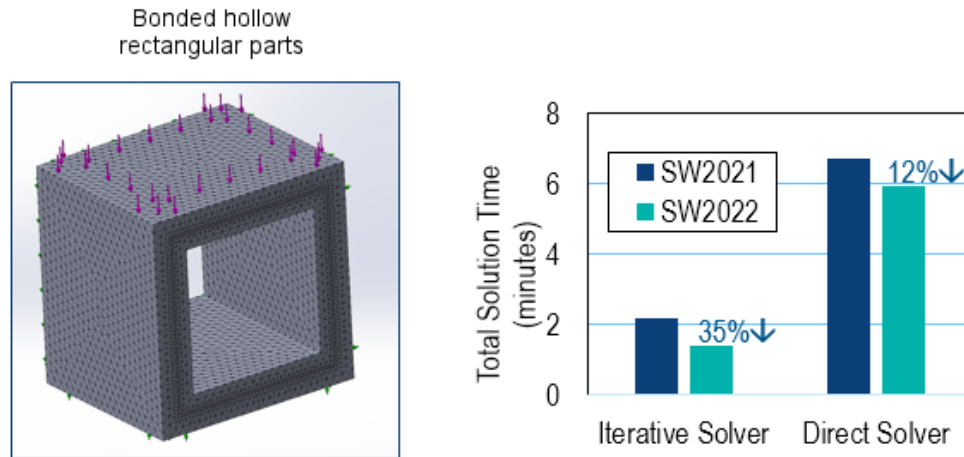 Bonded hollow
rectangular parts
Total Solution Time
(minutes)
8
6
4
2
0
SW2021
SW2022
35%↓
12%↓
Iterative Solver
Direct Solver